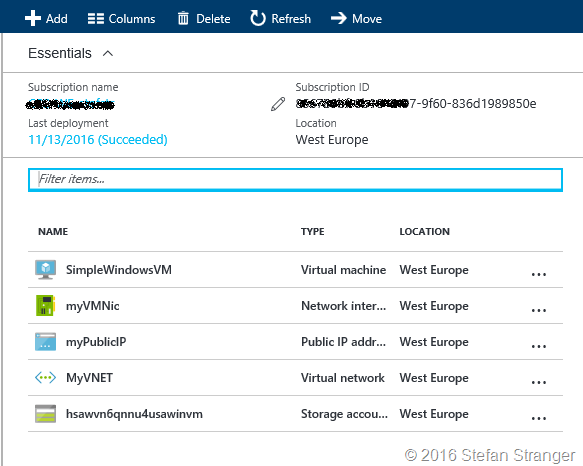 Add Columns Delete Refresh Move
Essentials
Subscription name Subscription ID
7-9f60-836d1989850e
Last deployment Location
11/13/2016 (Succeeded) West Europe
Filter items...
NAME TYPE LOCATION
SimpleWindowsVM Virtual machine West Europe ...
myVMNic Network inter... West Europe ...
myPublicIP Public IP addr... West Europe ...
MyVNET Virtual network West Europe ...
hsawvn6qnnu4usawinvm Storage accou... West Europe ...
© 2016 Stefan Stranger